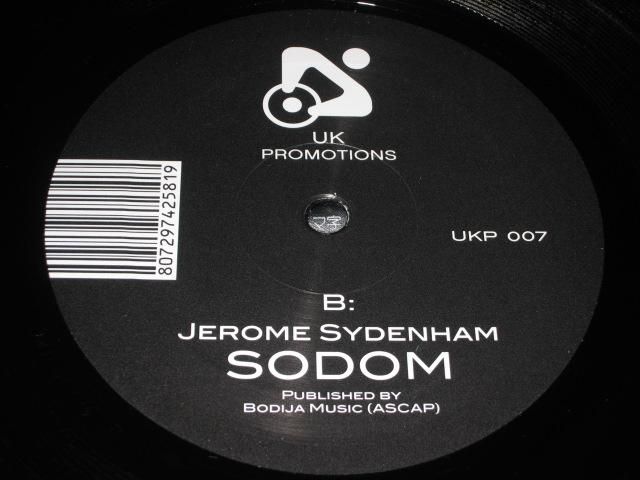 UK
PROMOTIONS
807297425819
UKP 007
B:
JEROME SYDENHAM
SODOM
PUBLISHED BY
BODIJA MUSIC (ASCAP)